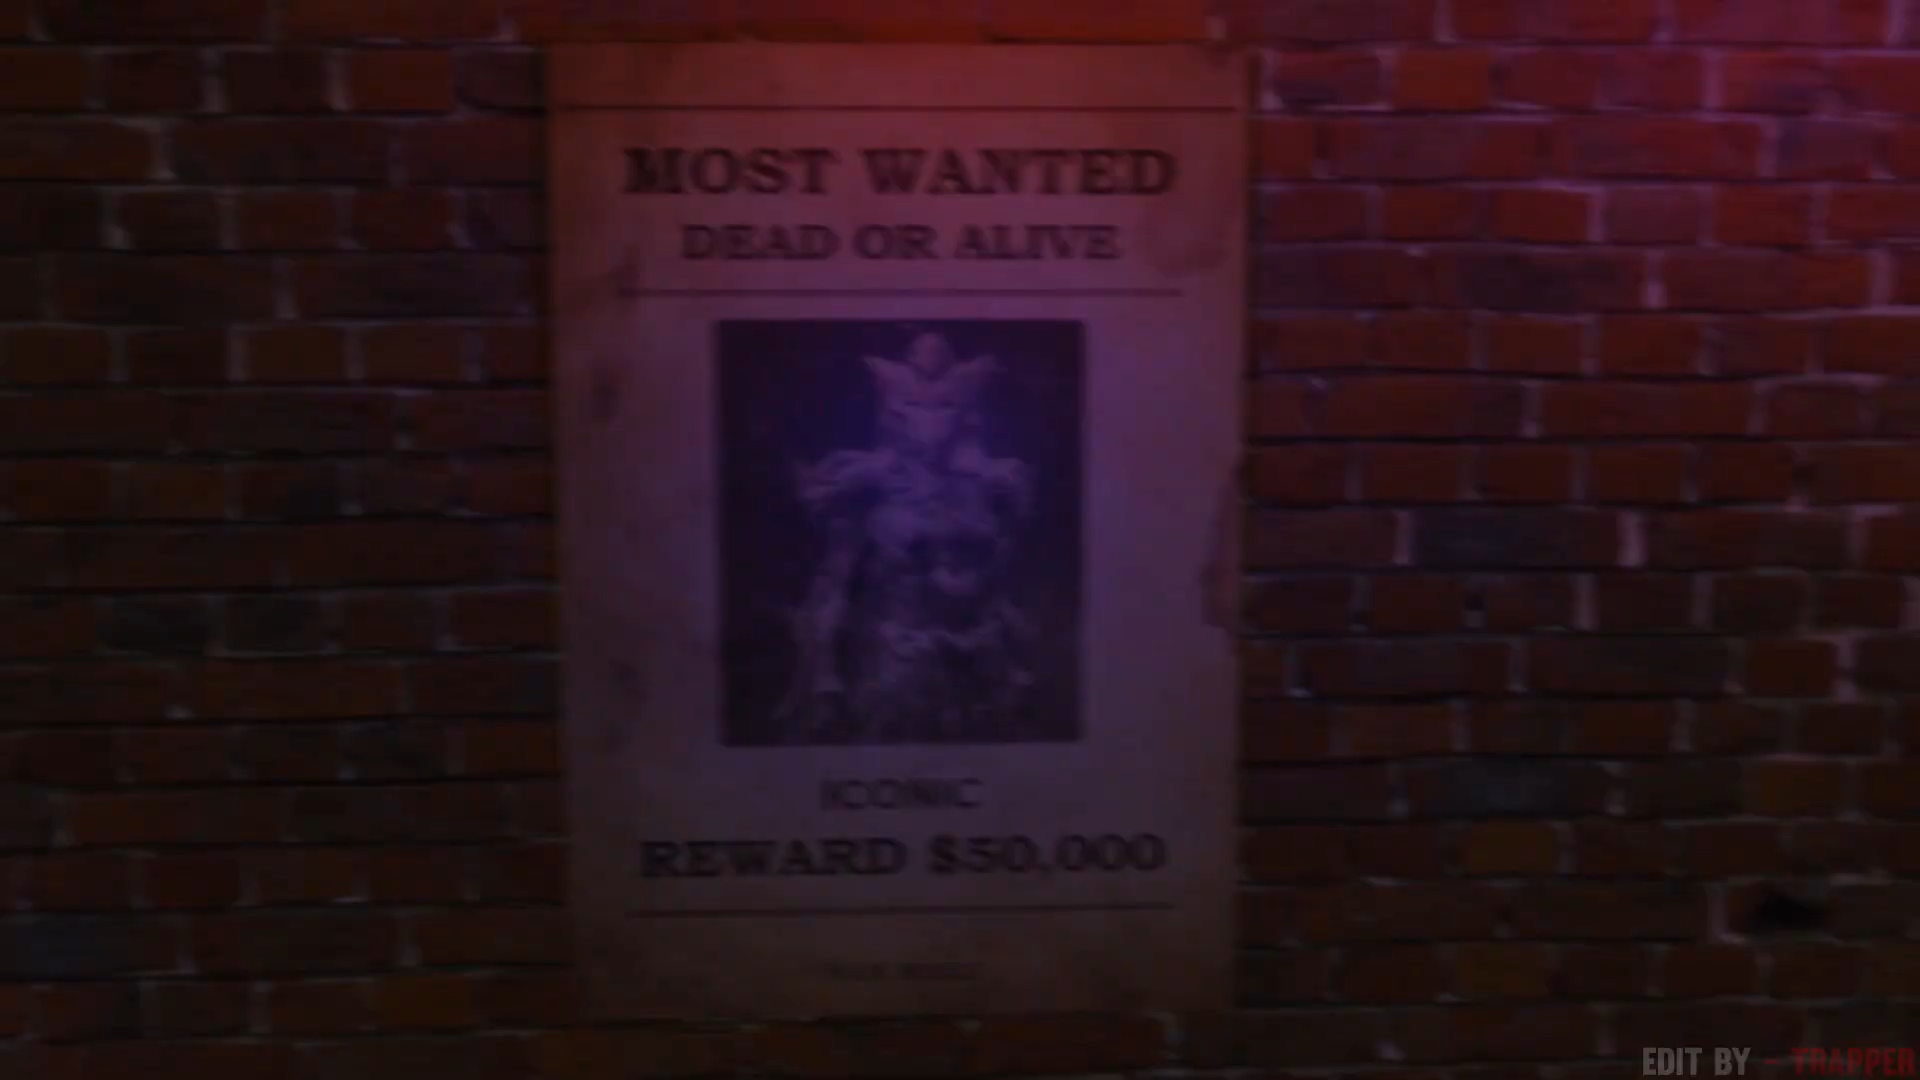 MOST WANTED
DEAD OR ALIVE
ICONIC
REWARD $50,000
EDIT BY - TRAPPER